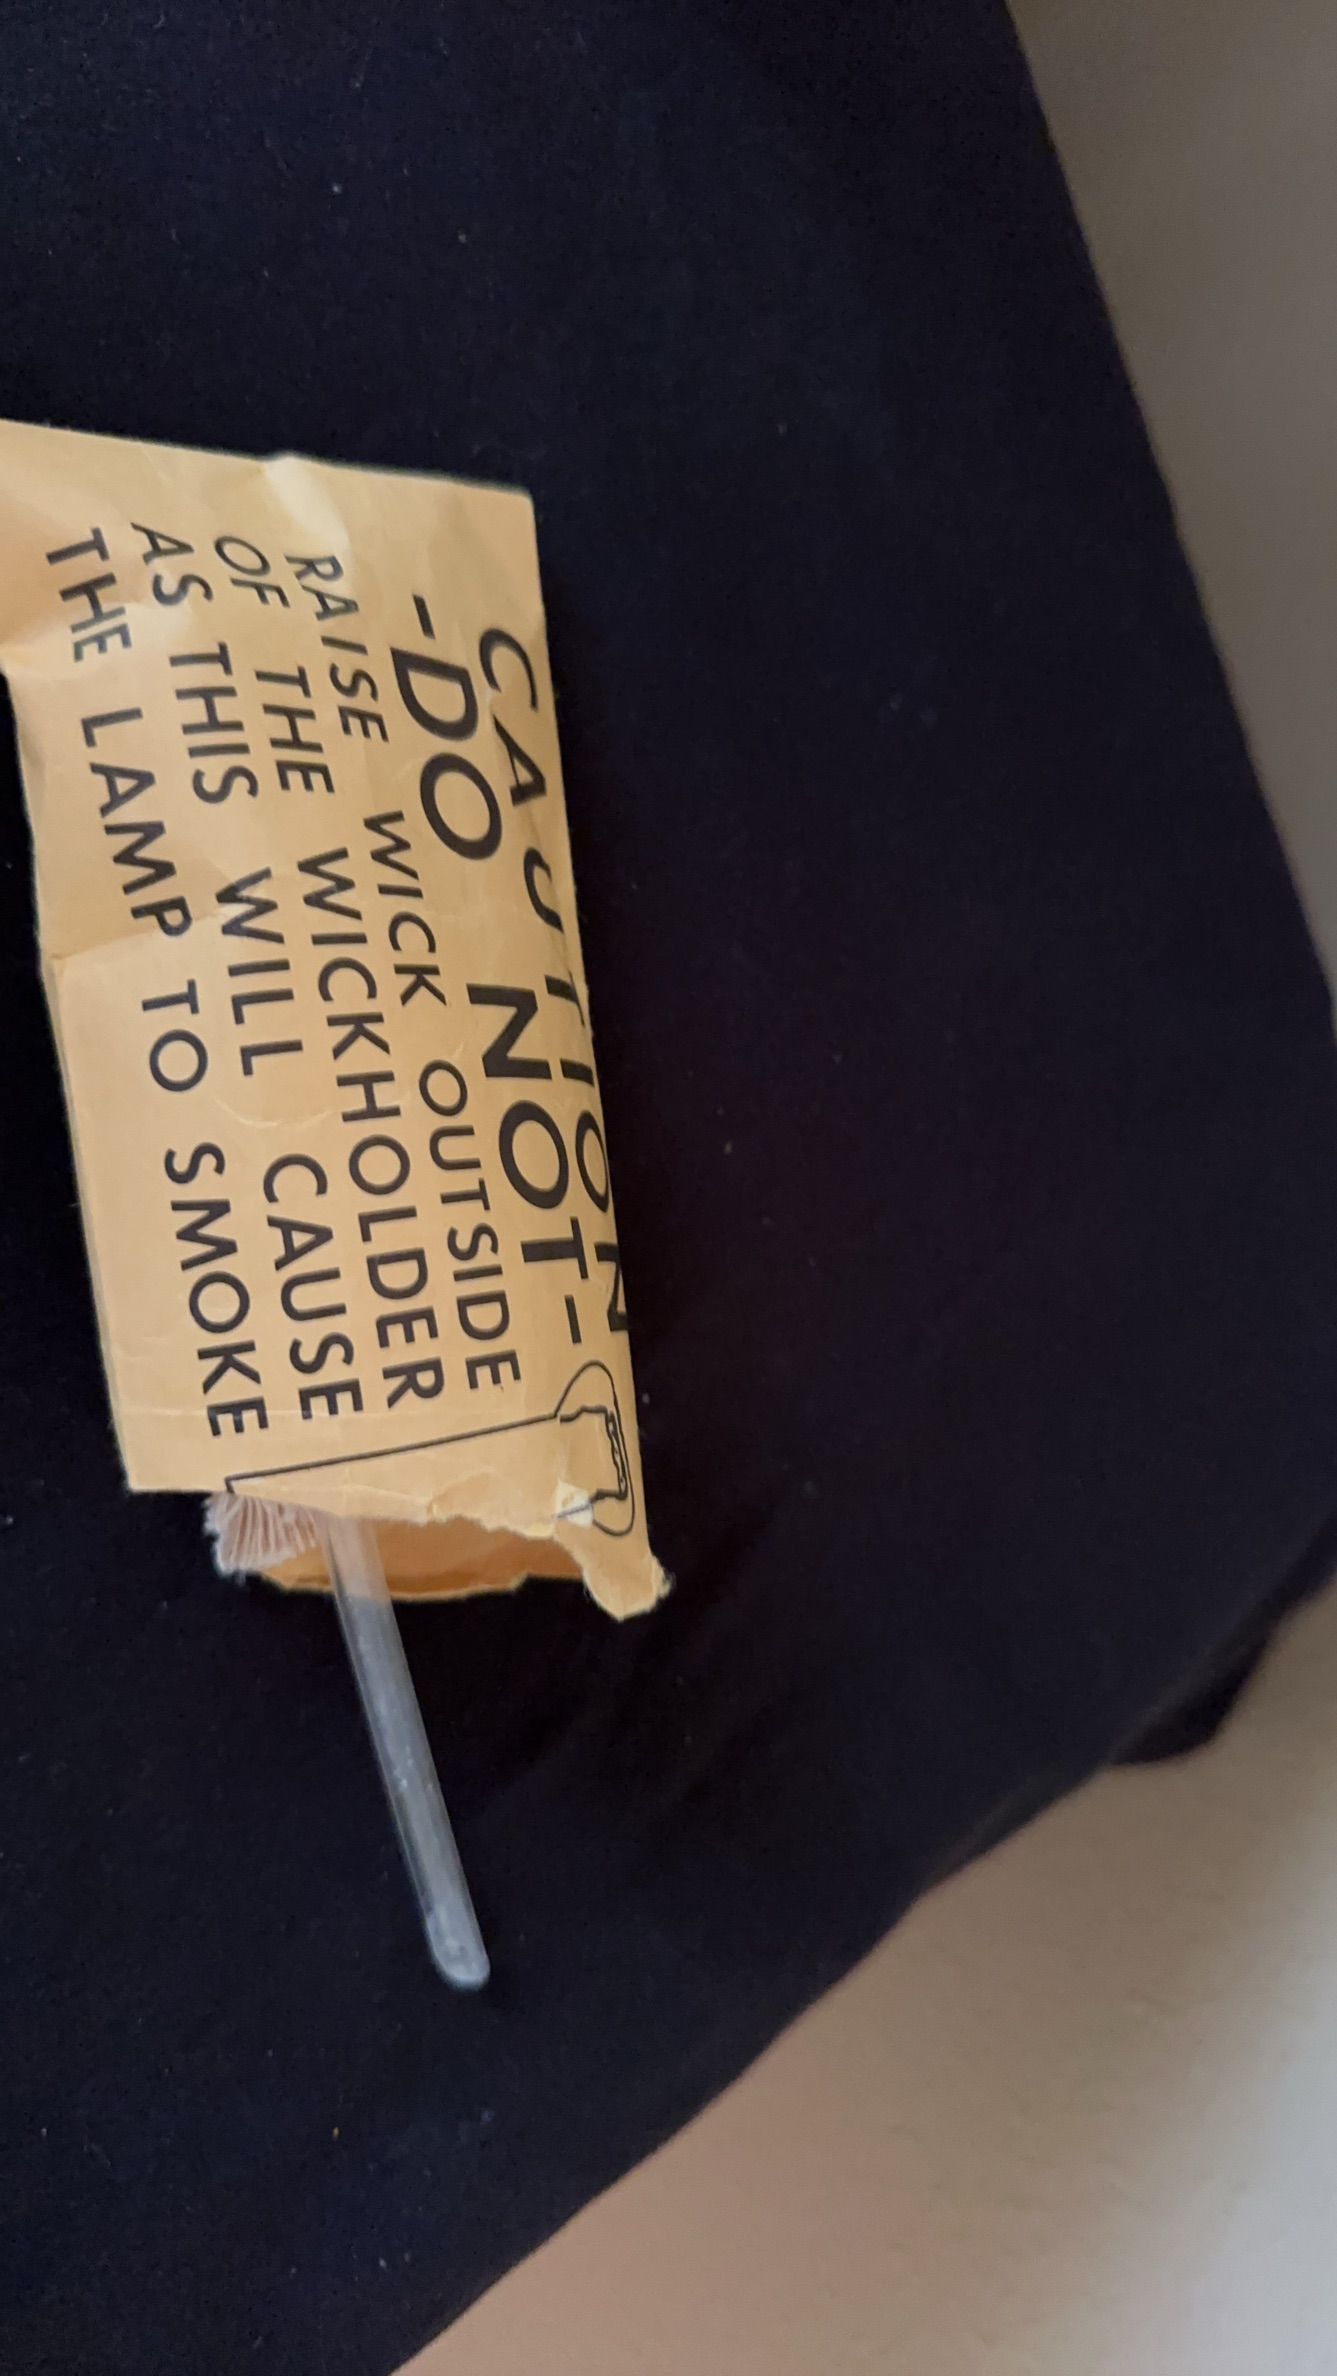 CAUTION
-DO NOT-
RAISE WICK OUTSIDE
OF THE WICKHOLDER
AS THIS WILL CAUSE
THE LAMP TO SMOKE